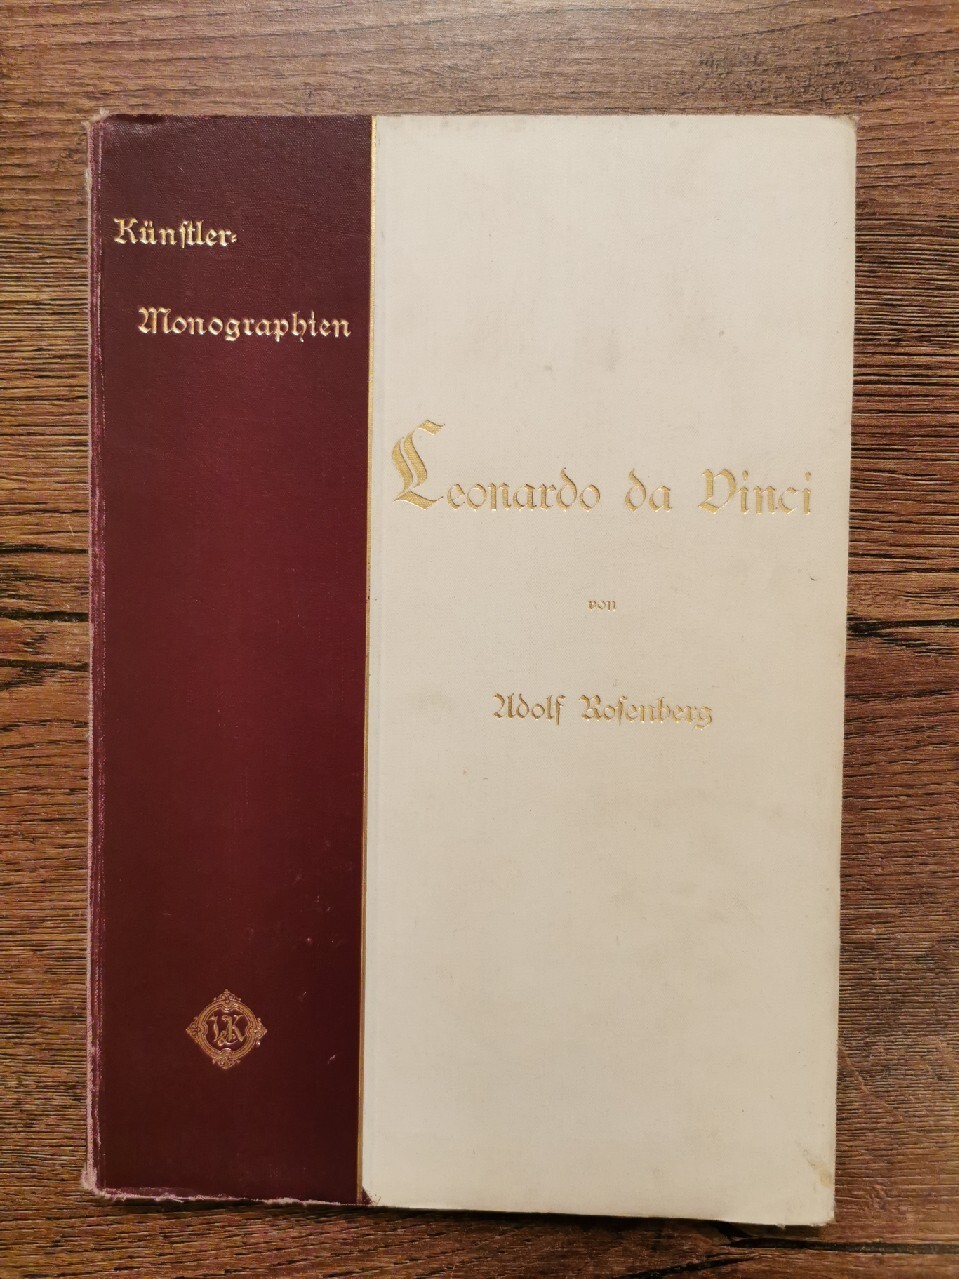 Künſtler⸗
Monographien
Leonardo da Vinci
von
Adolf Roſenberg
V&K